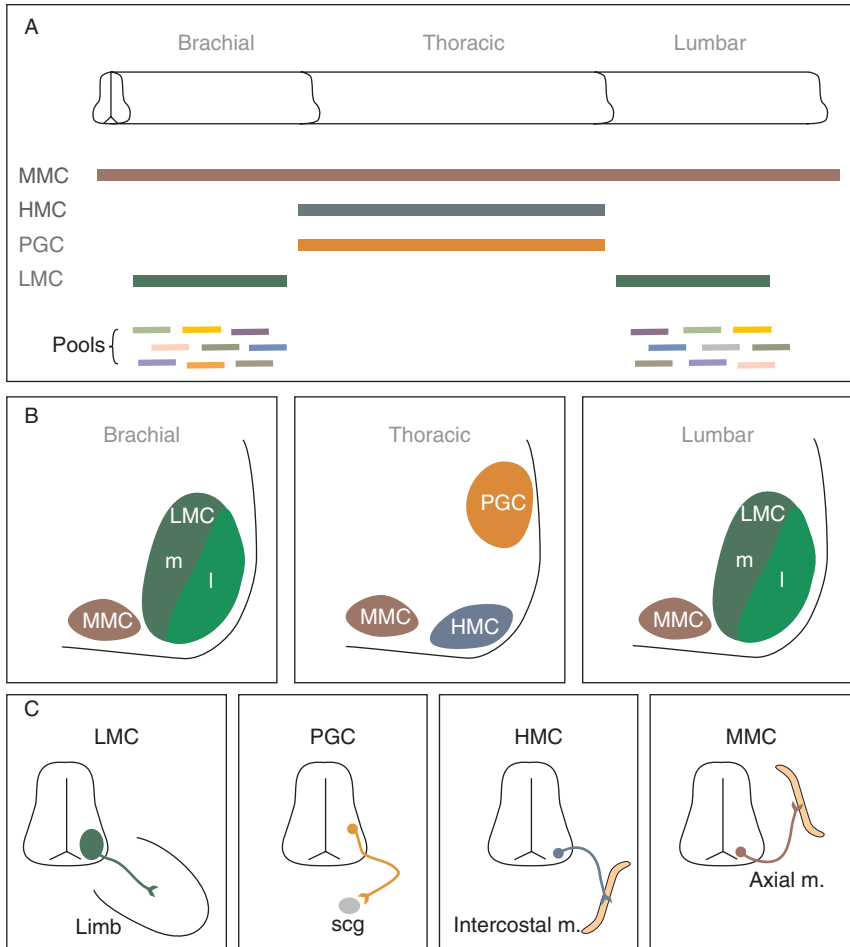 A
Brachial Thoracic Lumbar
MMC
HMC
PGC
LMC
Pools
B
Brachial Thoracic Lumbar
LMC PGC LMC
m l m l
MMC MMC HMC MMC
C
LMC PGC HMC MMC
Limb scg Intercostal m. Axial m.